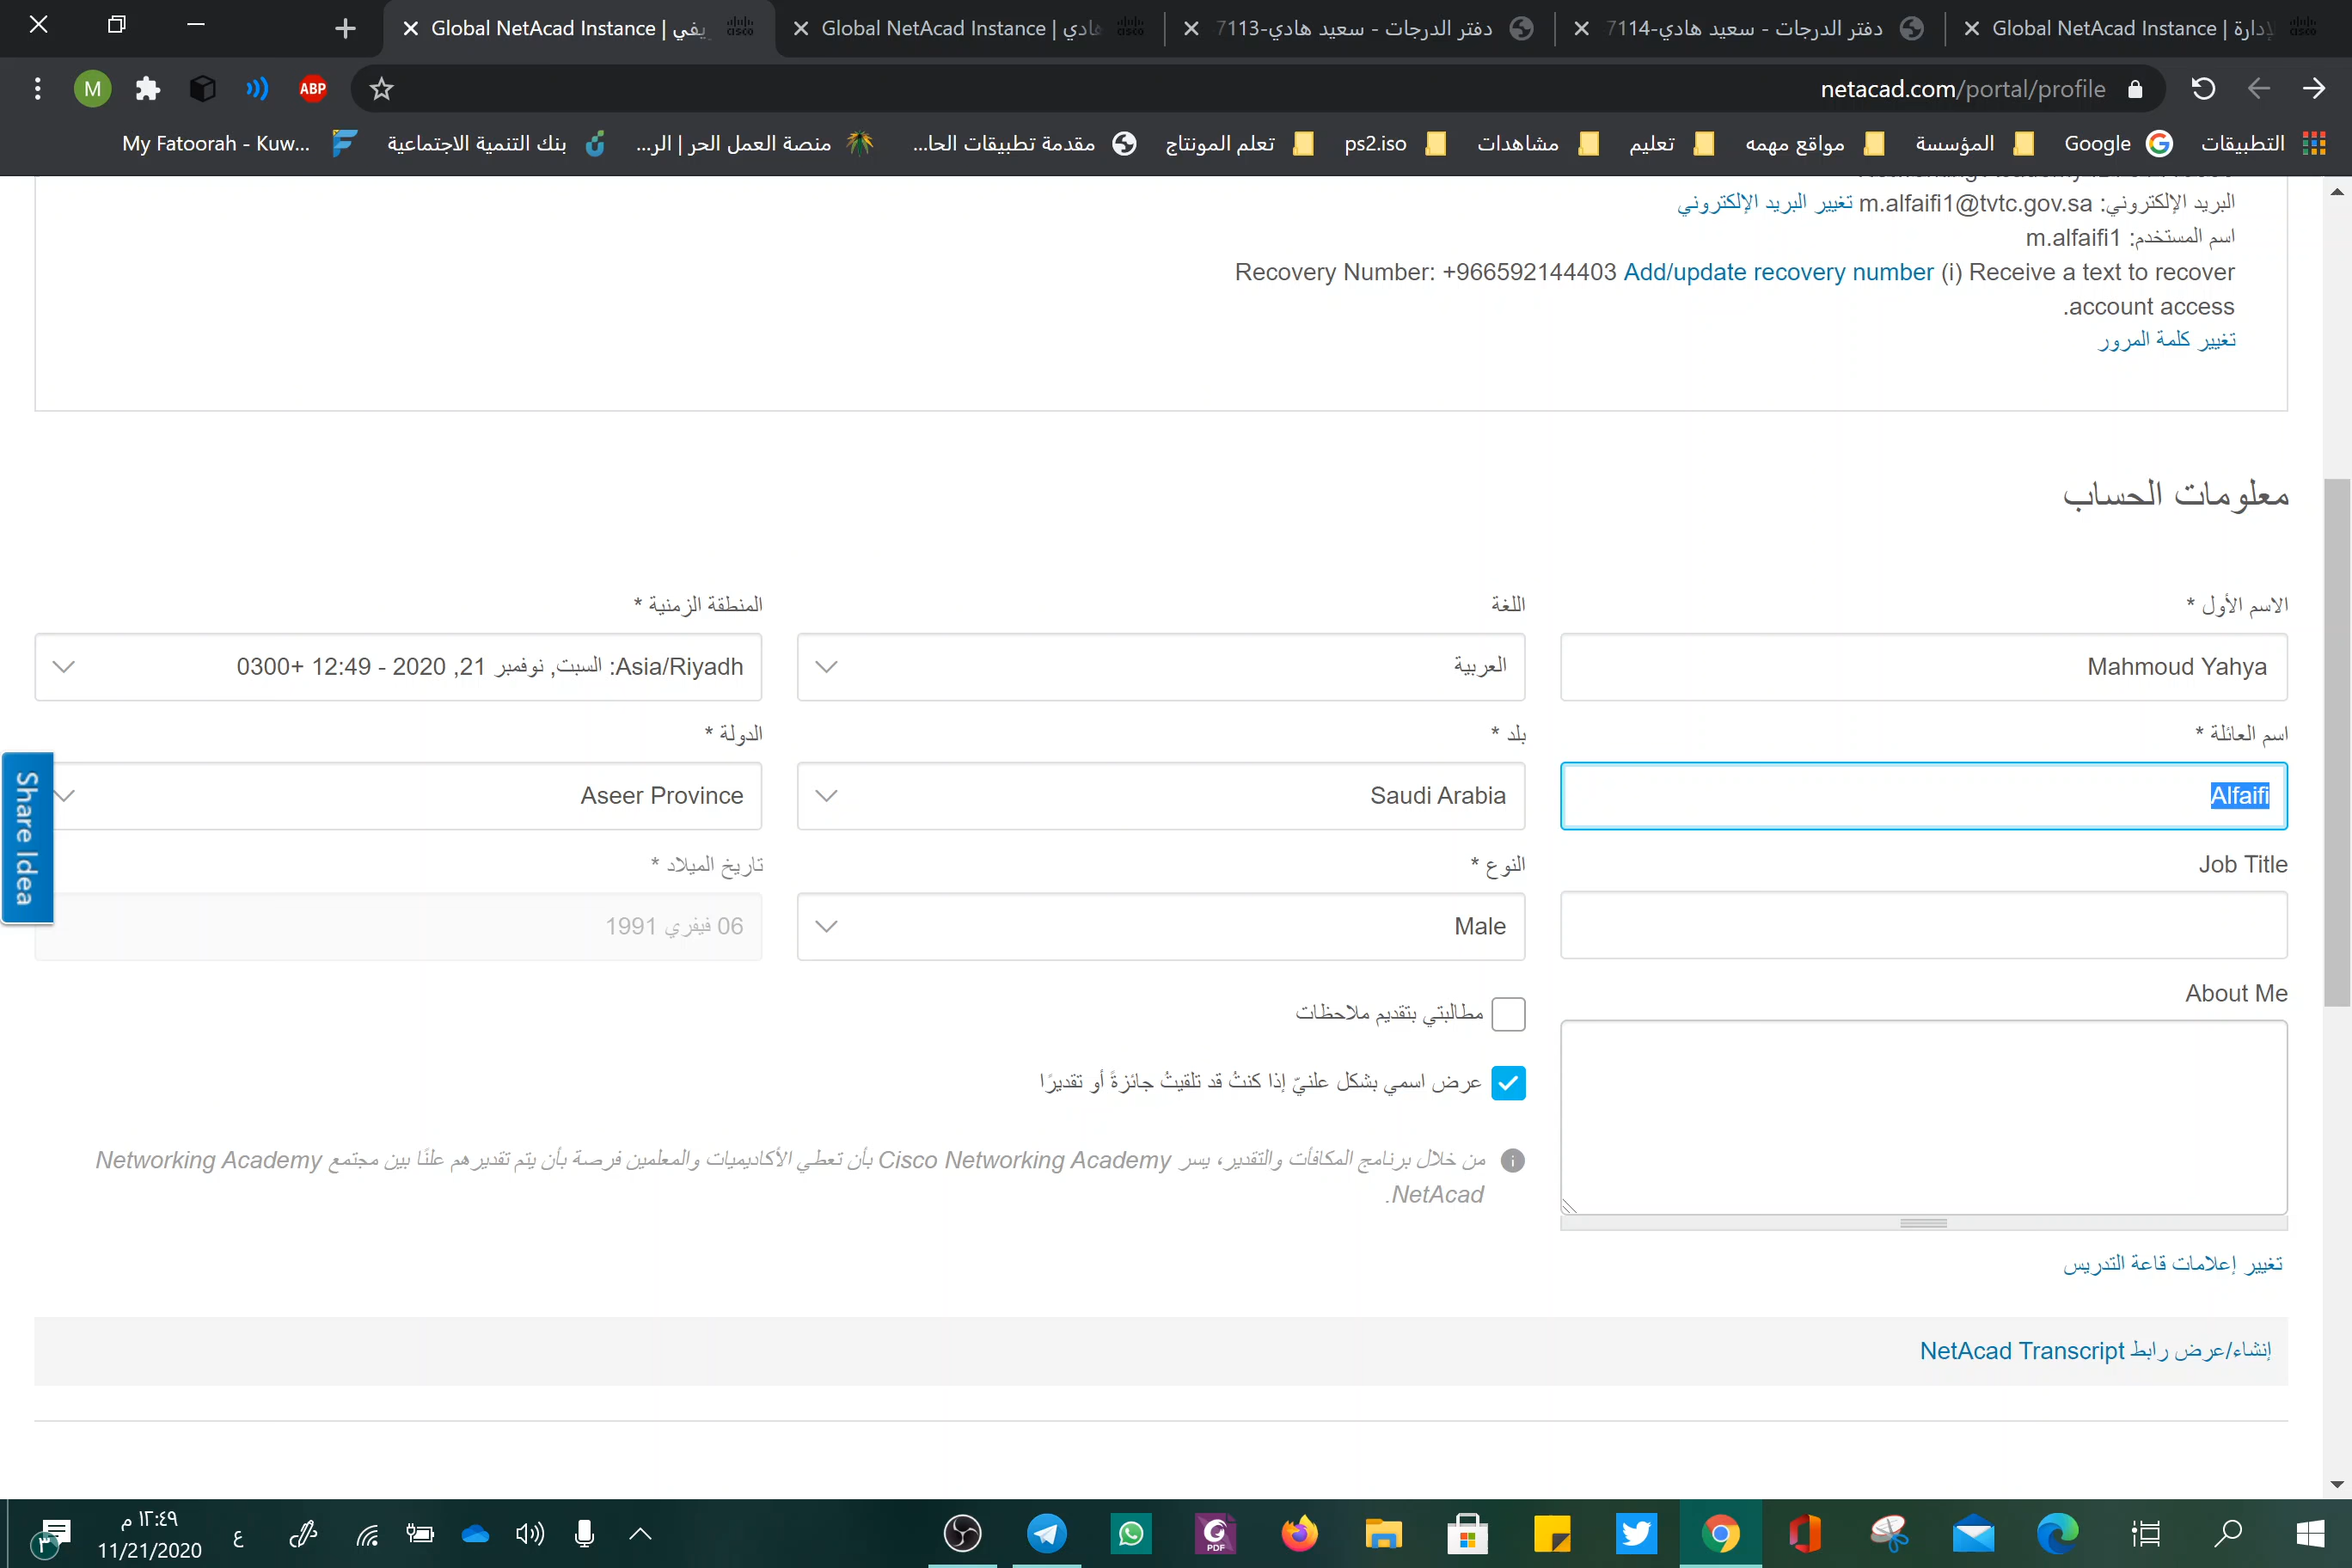 Global NetAcad Instance | يفي
Global NetAcad Instance | هادي
دفتر الدرجات - سعيد هادي-7113
دفتر الدرجات - سعيد هادي-7114
Global NetAcad Instance | لإدارة
M
ABP
netacad.com/portal/profile
التطبيقات
Google
المؤسسة
مواقع مهمه
تعليم
مشاهدات
ps2.iso
تعلم المونتاج
مقدمة تطبيقات الحا...
منصة العمل الحر | الر...
بنك التنمية الاجتماعية
My Fatoorah - Kuw...
البريد الإلكتروني: m.alfaifi1@tvtc.gov.sa تغيير البريد الإلكتروني
اسم المستخدم: m.alfaifi1
Recovery Number: +966592144403 Add/update recovery number (i) Receive a text to recover
account access.
تغيير كلمة المرور
معلومات الحساب
الاسم الأول *
اللغة
المنطقة الزمنية *
Mahmoud Yahya
العربية
Asia/Riyadh: السبت, نوفمبر 21, 2020 - 12:49 +0300
اسم العائلة *
بلد *
الدولة *
Alfaifi
Saudi Arabia
Aseer Province
Share Idea
Job Title
النوع *
تاريخ الميلاد *
Male
06 فيفري 1991
About Me
مطالبتي بتقديم ملاحظات
عرض اسمي بشكل علنيّ إذا كنتُ قد تلقيتُ جائزةً أو تقديرًا
من خلال برنامج المكافآت والتقدير، يسر Cisco Networking Academy بأن تعطي الأكاديميات والمعلمين فرصة بأن يتم تقديرهم علنًا بين مجتمع Networking Academy
NetAcad.
تغيير إعلامات قاعة التدريس
إنشاء/عرض رابط NetAcad Transcript
PDF
ع
١٢:٤٩ م
11/21/2020
٣